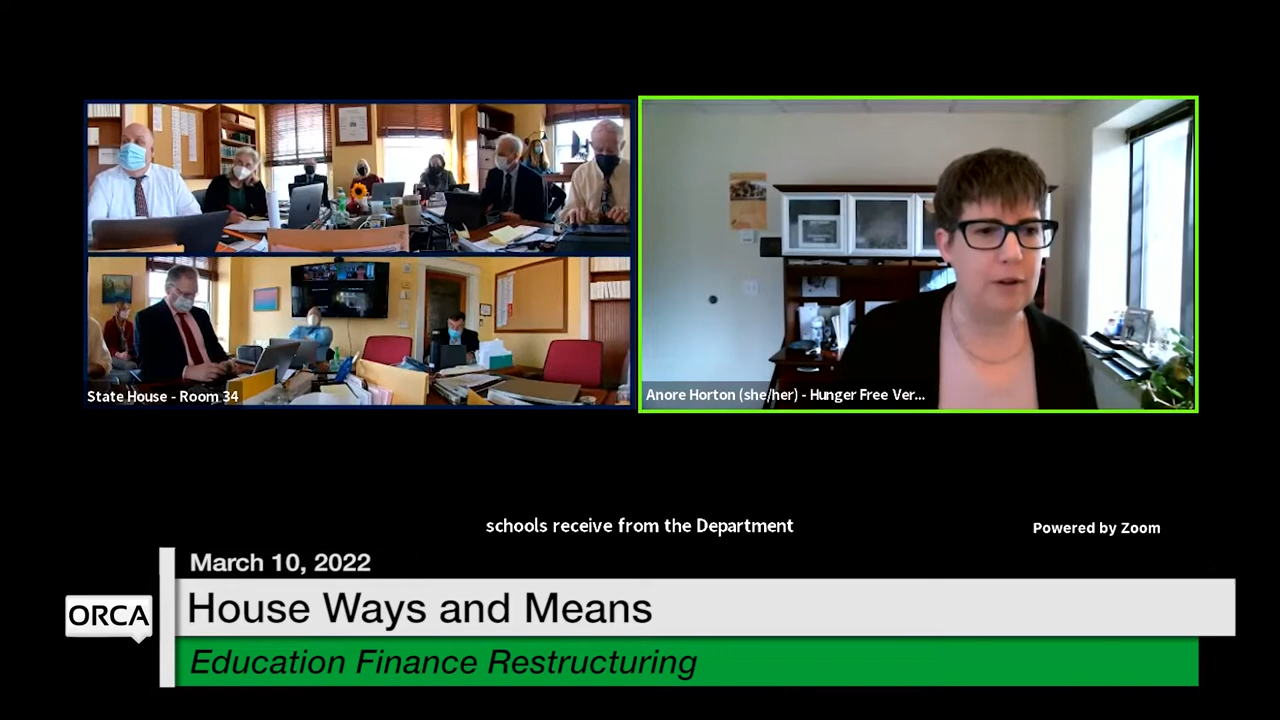 State House - Room 34
Anore Horton (she/her) - Hunger Free Ver...
schools receive from the Department
Powered by Zoom
March 10, 2022
ORCA
House Ways and Means
Education Finance Restructuring